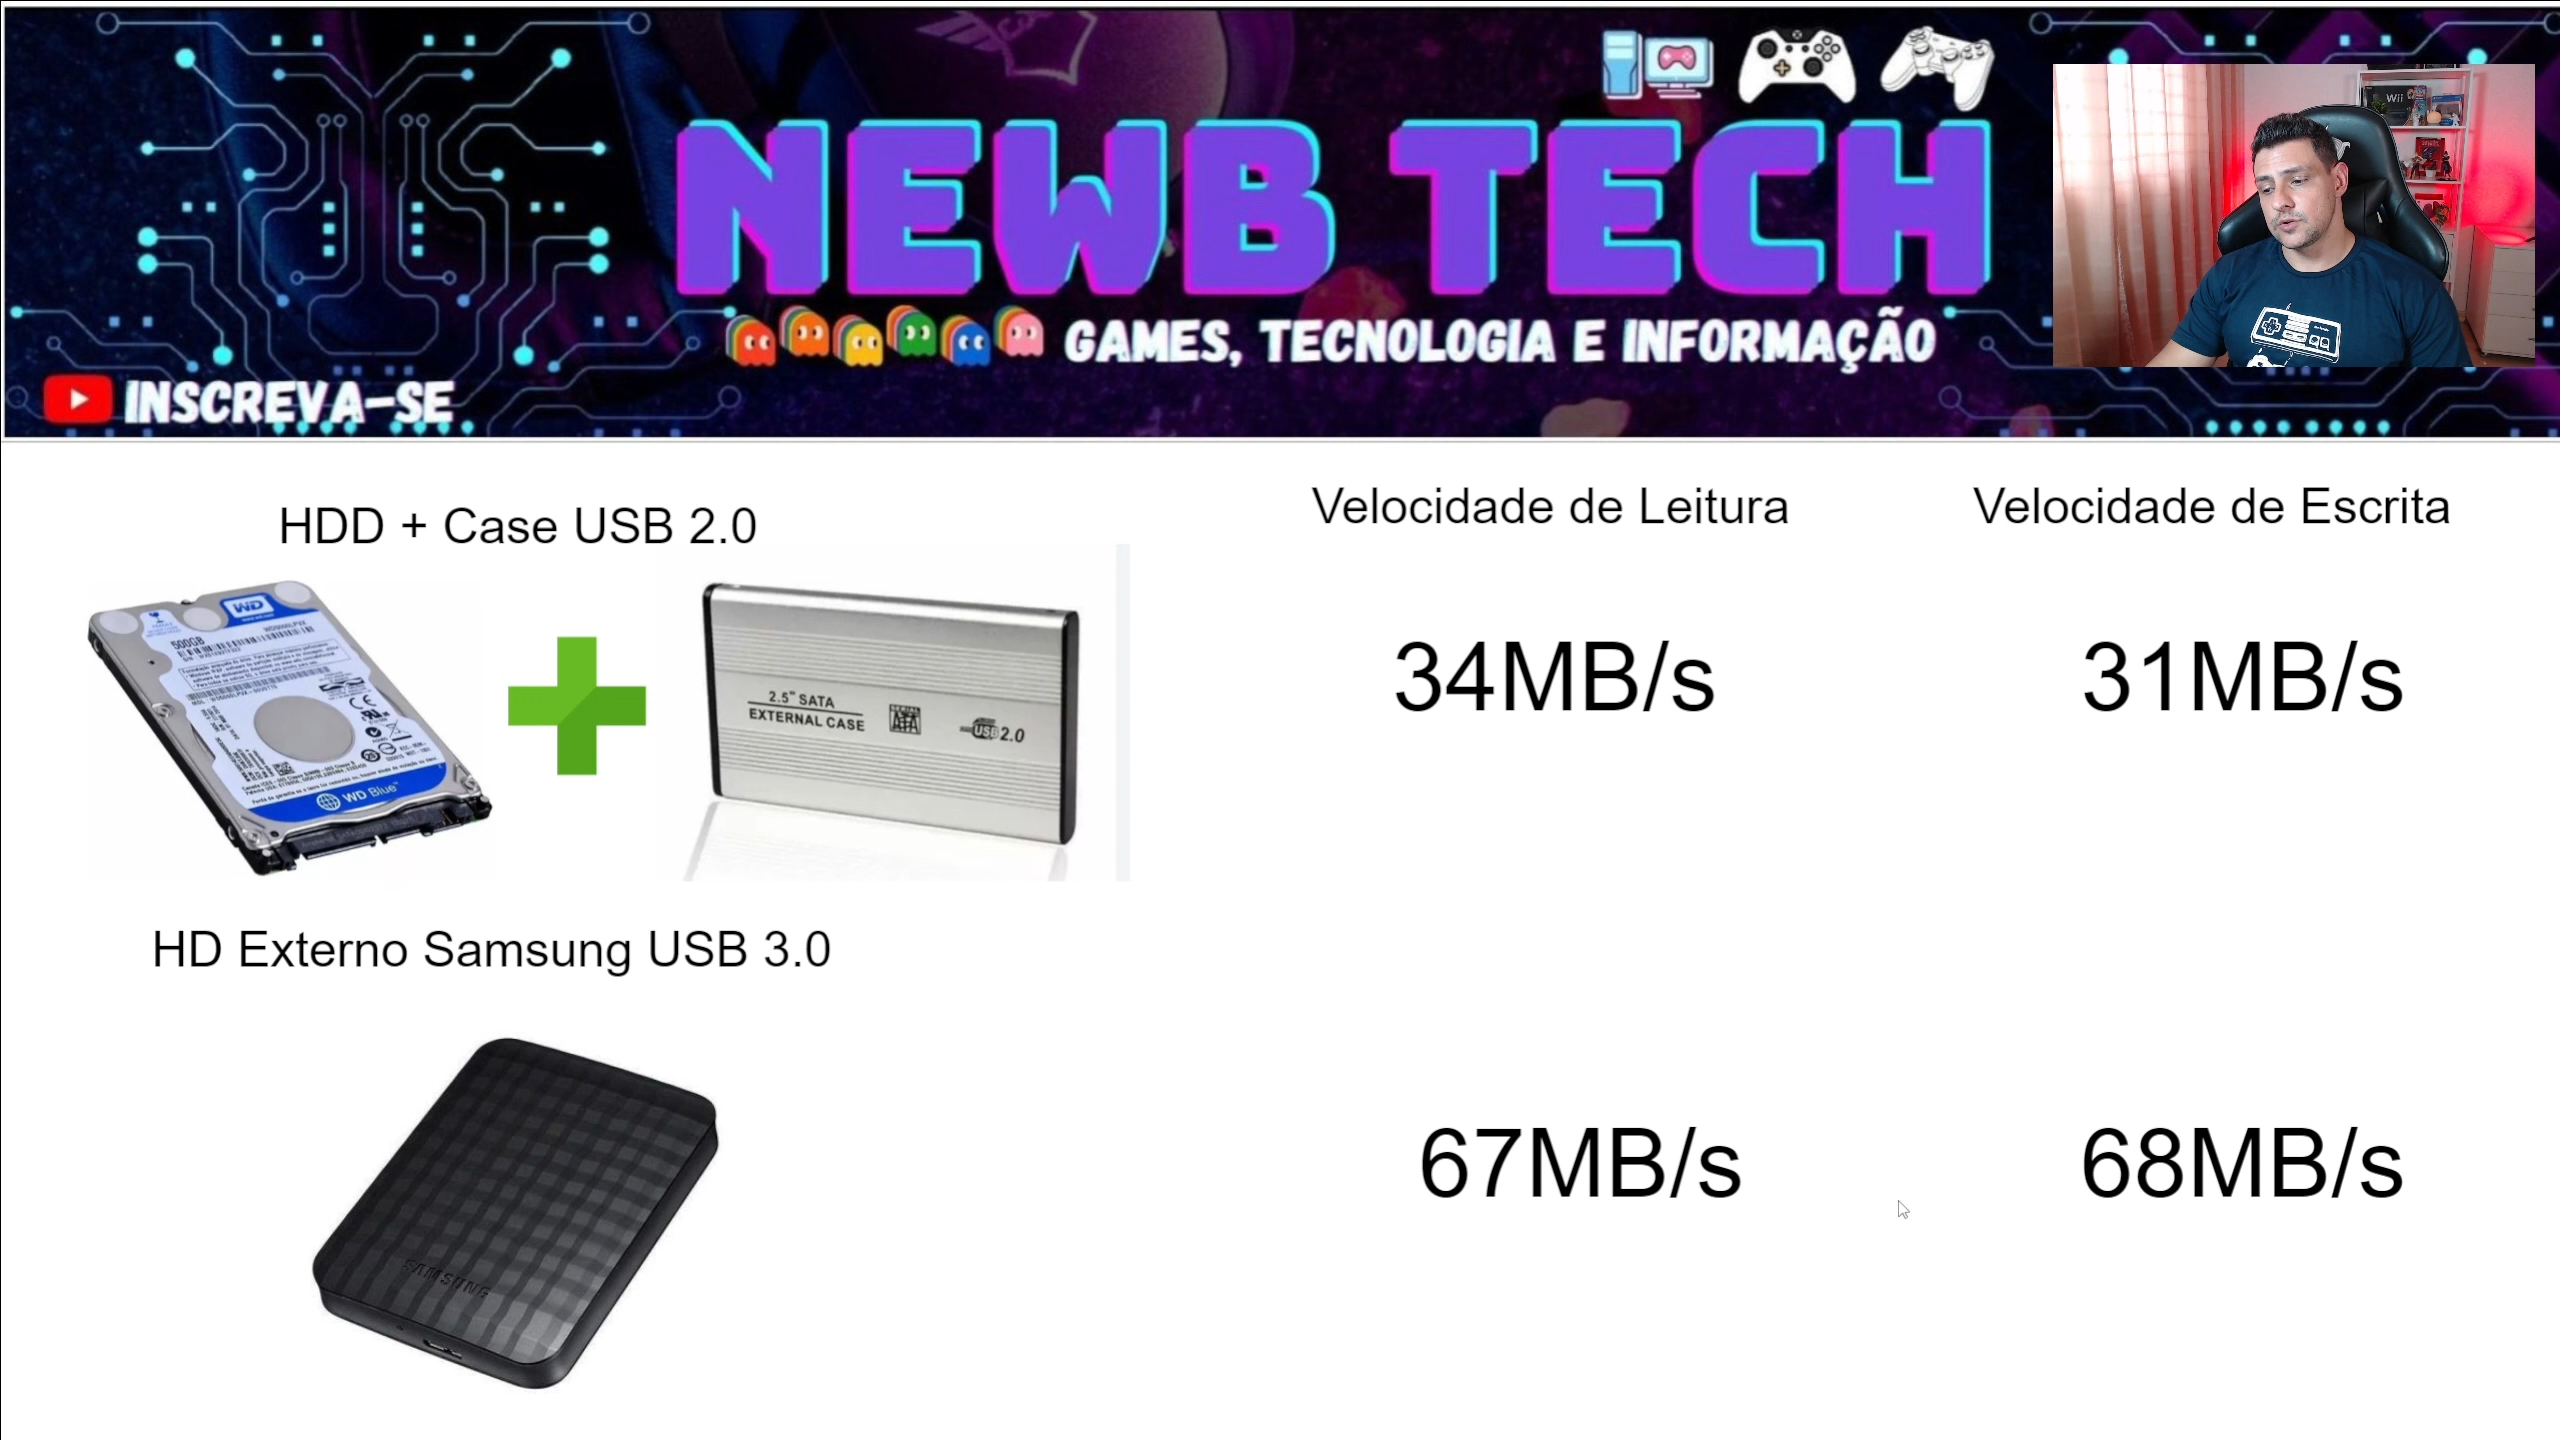 NEWB TECH
GAMES, TECNOLOGIA E INFORMAÇÃO
INSCREVA-SE
Wii
HDD + Case USB 2.0
Velocidade de Leitura
Velocidade de Escrita
WD
500GB
WD Blue
2.5" SATA
EXTERNAL CASE
SATA
USB 2.0
34MB/s
31MB/s
HD Externo Samsung USB 3.0
SAMSUNG
67MB/s
68MB/s